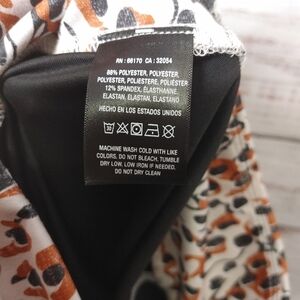 RN : 66170 CA : 32054
88% POLYESTER, POLYESTER,
POLYESTER, POLIESTERE, POLIÉSTER
12% SPANDEX, ÉLASTHANNE,
ELASTAN, ELASTAN, ELASTANO
HECHO EN LOS ESTADOS UNIDOS
30
MACHINE WASH COLD WITH LIKE
COLORS, DO NOT BLEACH. TUMBLE
DRY LOW. LOW IRON IF NEEDED/
DO NOT DRY CLEAN